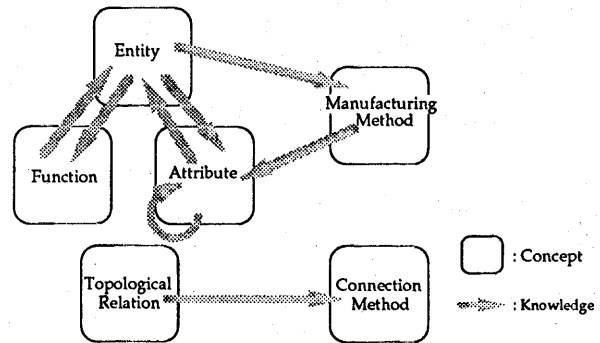 Entity
Manufacturing
Method
Function
Attribute
Topological
Relation
Connection
Method
: Concept
: Knowledge